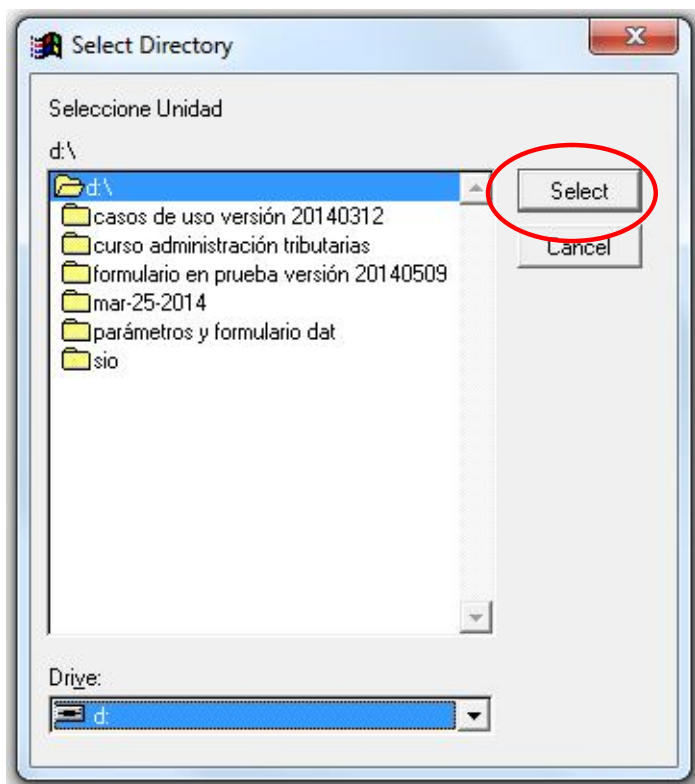 Select Directory
Seleccione Unidad
d:\
d:\
casos de uso versión 20140312
curso administración tributarias
formulario en prueba versión 20140509
mar-25-2014
parámetros y formulario dat
sio
Select
Cancel
Drive:
d: